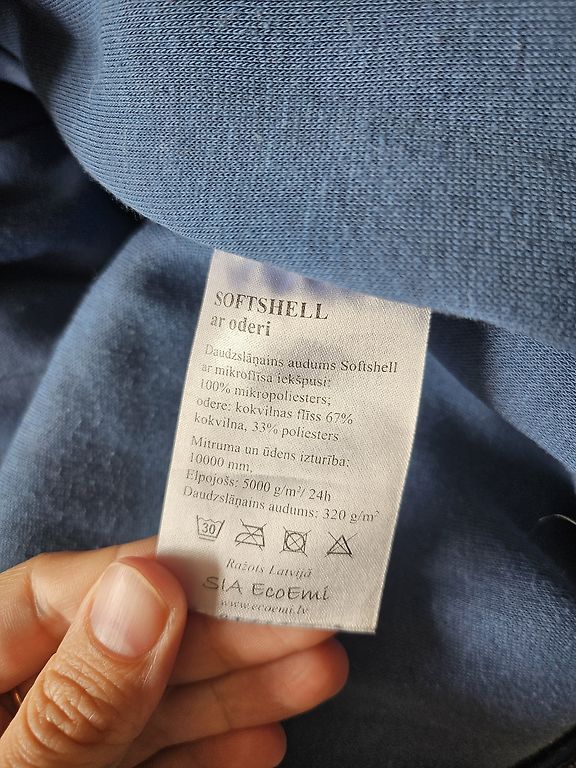 SOFTSHELL
ar oderi
Daudzslāņains audums Softshell
ar mikroflīsa iekšpusi:
100% mikropoliesters;
odere: kokvilnas flīss 67%
kokvilna, 33% poliesters
Mitruma un ūdens izturība:
10000 mm,
Elpojošs: 5000 g/m²/ 24h
Daudzslāņains audums: 320 g/m²
30
Ražots Latvijā
SIA EcoEmi
www.ecoemi.lv